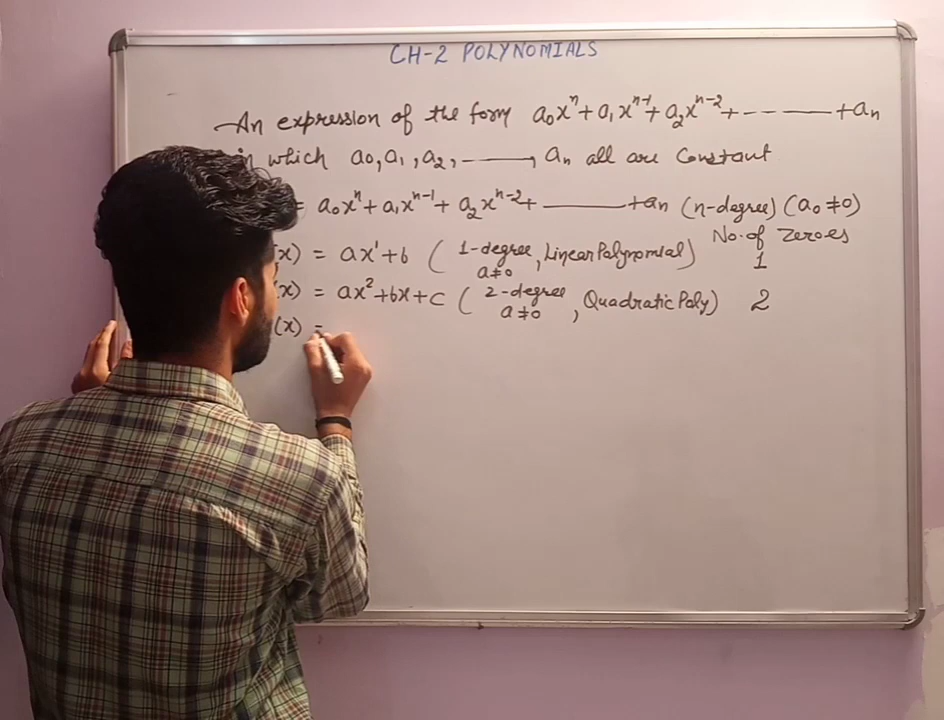 CH-2 POLYNOMIALS
An expression of the form a₀xⁿ + a₁xⁿ⁻¹ + a₂xⁿ⁻² + - - — — — + aₙ
in which a₀, a₁, a₂, ———, aₙ all are Constant
= a₀xⁿ + a₁xⁿ⁻¹ + a₂xⁿ⁻² + ——— + aₙ (n-degree) (a₀ ≠ 0)
No. of Zeroes
x) = ax¹ + b ( 1-degree, Linear Polynomial) 1
a≠0
x) = ax² + bx + c ( 2-degree, Quadratic Poly) 2
a≠0
(x) =